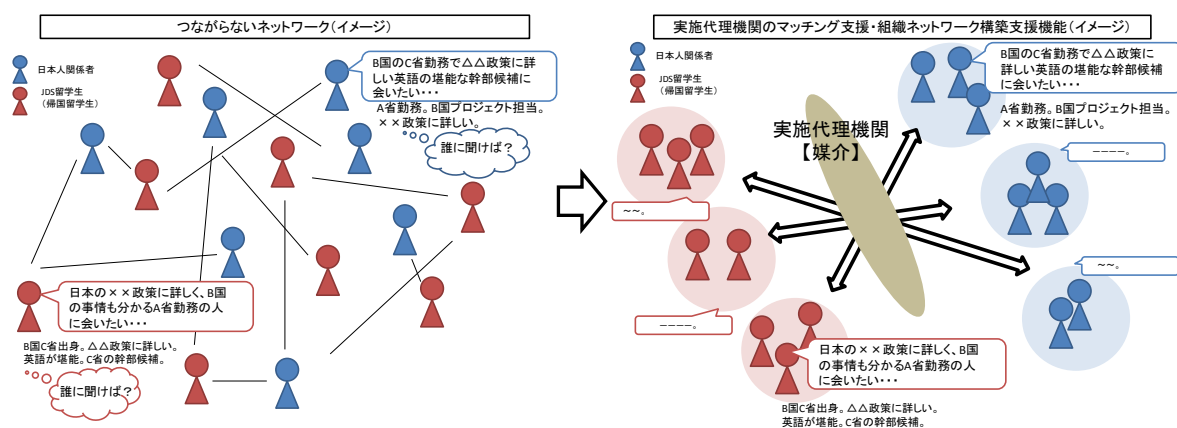 つながらないネットワーク(イメージ)
日本人関係者
JDS留学生
(帰国留学生)
B国のC省勤務で△△政策に詳
しい英語の堪能な幹部候補に
会いたい・・・
A省勤務。B国プロジェクト担当。
××政策に詳しい。
誰に聞けば?
日本の××政策に詳しく、B国
の事情も分かるA省勤務の人
に会いたい・・・
B国C省出身。△△政策に詳しい。
英語が堪能。C省の幹部候補。
誰に聞けば?
実施代理機関のマッチング支援・組織ネットワーク構築支援機能(イメージ)
日本人関係者
JDS留学生
(帰国留学生)
B国のC省勤務で△△政策に
詳しい英語の堪能な幹部候補
に会いたい・・・
A省勤務。B国プロジェクト担当。
××政策に詳しい。
実施代理機関
【媒介】
――――。
~~。
~~。
――――。
日本の××政策に詳しく、B国
の事情も分かるA省勤務の人
に会いたい・・・
B国C省出身。△△政策に詳しい。
英語が堪能。C省の幹部候補。